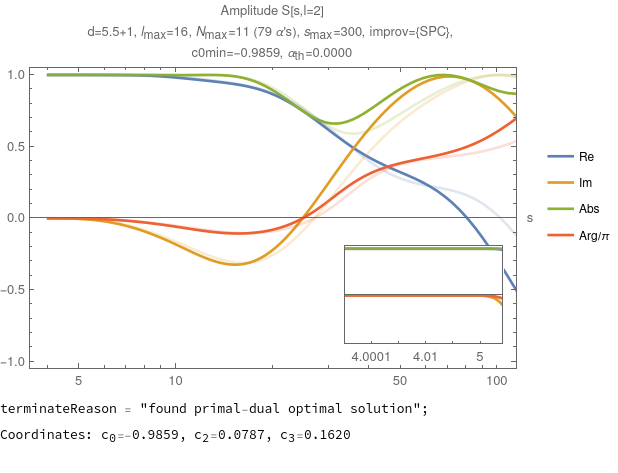 Amplitude S[s,l=2]
d=5.5+1, lmax=16, Nmax=11 (79 α's), smax=300, improv={SPC},
c0min=-0.9859, αth=0.0000
1.0
0.5
0.0
-0.5
-1.0
s
5
10
50
100
4.0001
4.01
5
Re
Im
Abs
Arg/π
terminateReason = "found primal-dual optimal solution";
Coordinates: c0=-0.9859, c2=0.0787, c3=0.1620